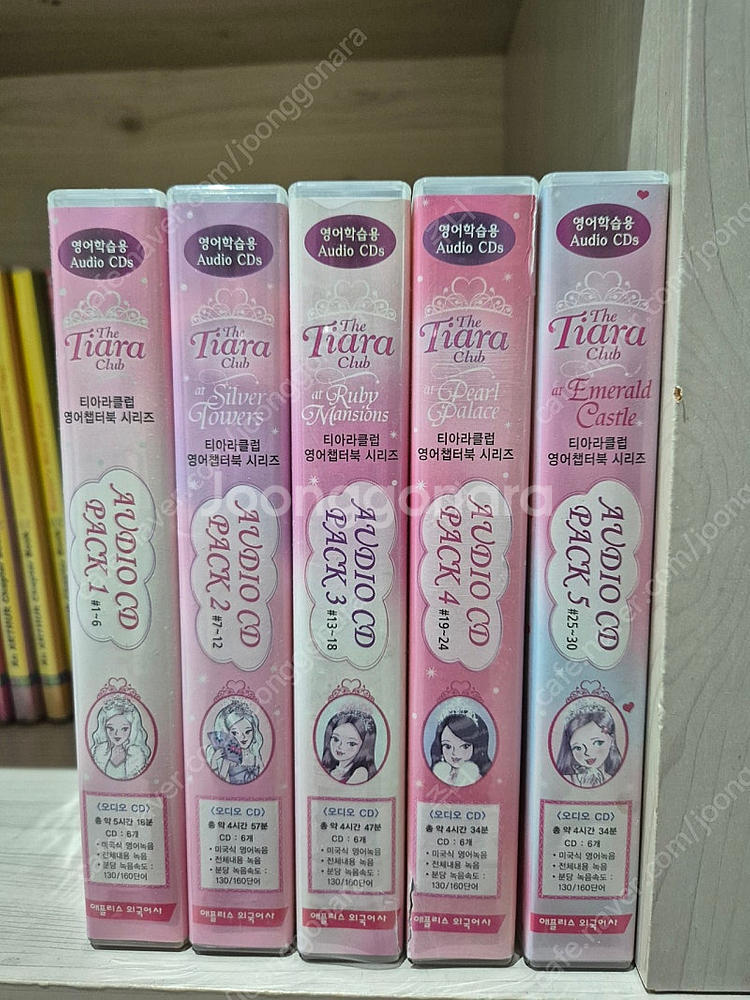 영어학습용
Audio CDs
The
Tiara
Club
티아라클럽
영어챕터북 시리즈
AUDIO CD
PACK 1
#1~6
<오디오 CD>
총 약 5시간 16분
CD : 6개
• 미국식 영어녹음
• 전체내용 녹음
• 분당 녹음속도 :
130/160단어
애플리스 외국어사
영어학습용
Audio CDs
The
Tiara
Club
at Silver
Towers
티아라클럽
영어챕터북 시리즈
AUDIO CD
PACK 2
#7~12
<오디오 CD>
총 약 4시간 57분
CD : 6개
• 미국식 영어녹음
• 전체내용 녹음
• 분당 녹음속도 :
130/160단어
애플리스 외국어사
영어학습용
Audio CDs
The
Tiara
Club
at Ruby
Mansions
티아라클럽
영어챕터북 시리즈
AUDIO CD
PACK 3
#13~18
<오디오 CD>
총 약 4시간 47분
CD : 6개
• 미국식 영어녹음
• 전체내용 녹음
• 분당 녹음속도 :
130/160단어
애플리스 외국어사
영어학습용
Audio CDs
The
Tiara
Club
at Pearl
Palace
티아라클럽
영어챕터북 시리즈
AUDIO CD
PACK 4
#19~24
<오디오 CD>
총 약 4시간 34분
CD : 6개
• 미국식 영어녹음
• 전체내용 녹음
• 분당 녹음속도 :
130/160단어
애플리스 외국어사
영어학습용
Audio CDs
The
Tiara
Club
at Emerald
Castle
티아라클럽
영어챕터북 시리즈
AUDIO CD
PACK 5
#25~30
<오디오 CD>
총 약 4시간 34분
CD : 6개
• 미국식 영어녹음
• 전체내용 녹음
• 분당 녹음속도 :
130/160단어
애플리스 외국어사
Joonggonara
cafe.naver.com/joonggonara